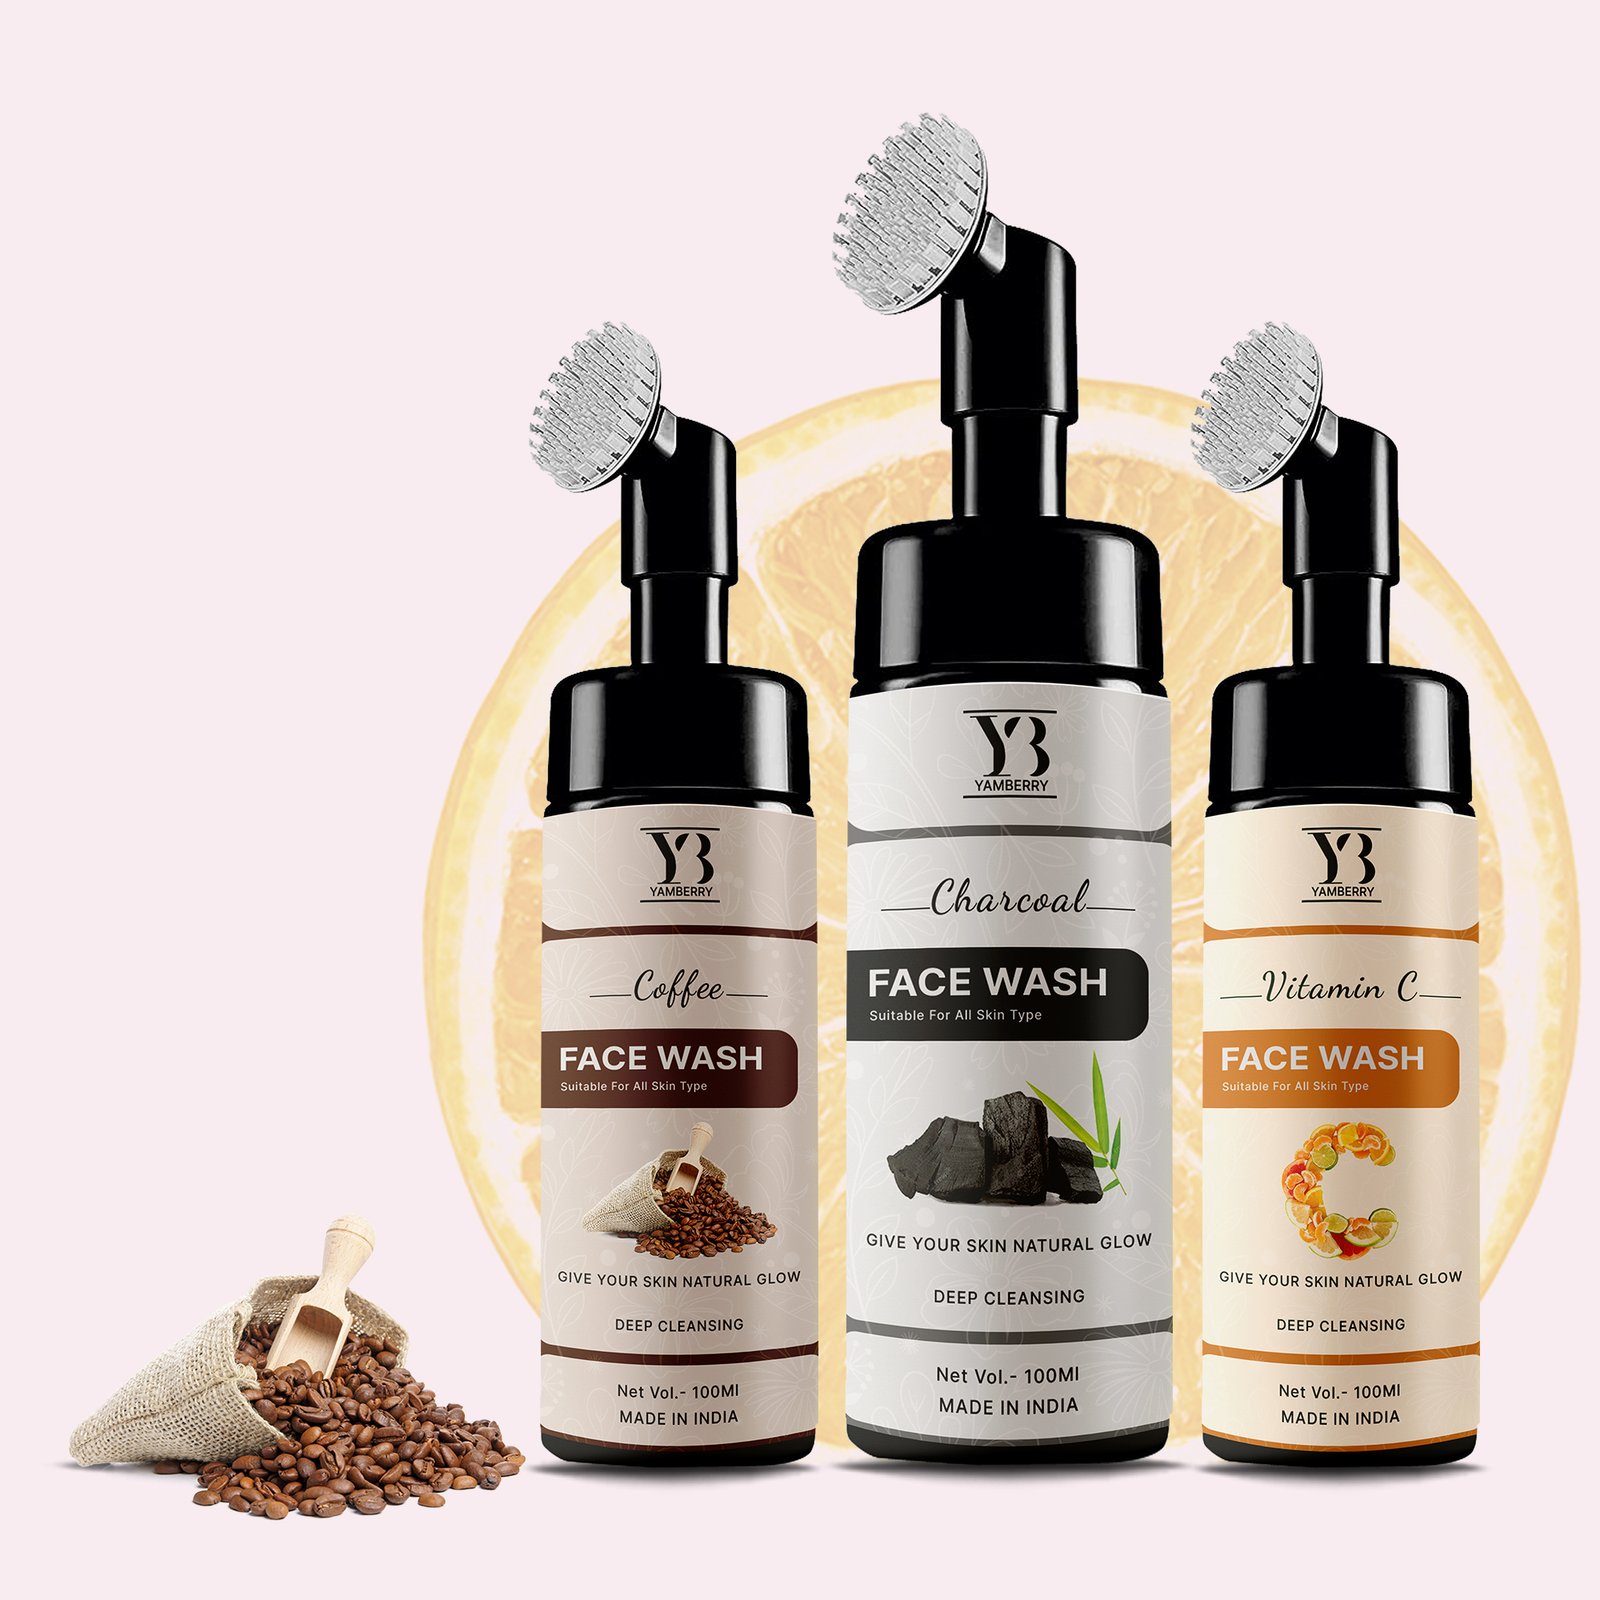 YB
YAMBERRY
Coffee
FACE WASH
Suitable For All Skin Type
GIVE YOUR SKIN NATURAL GLOW
DEEP CLEANSING
Net Vol.- 100Ml
MADE IN INDIA
YB
YAMBERRY
Charcoal
FACE WASH
Suitable For All Skin Type
GIVE YOUR SKIN NATURAL GLOW
DEEP CLEANSING
Net Vol.- 100Ml
MADE IN INDIA
YB
YAMBERRY
Vitamin C
FACE WASH
Suitable For All Skin Type
C
GIVE YOUR SKIN NATURAL GLOW
DEEP CLEANSING
Net Vol.- 100Ml
MADE IN INDIA